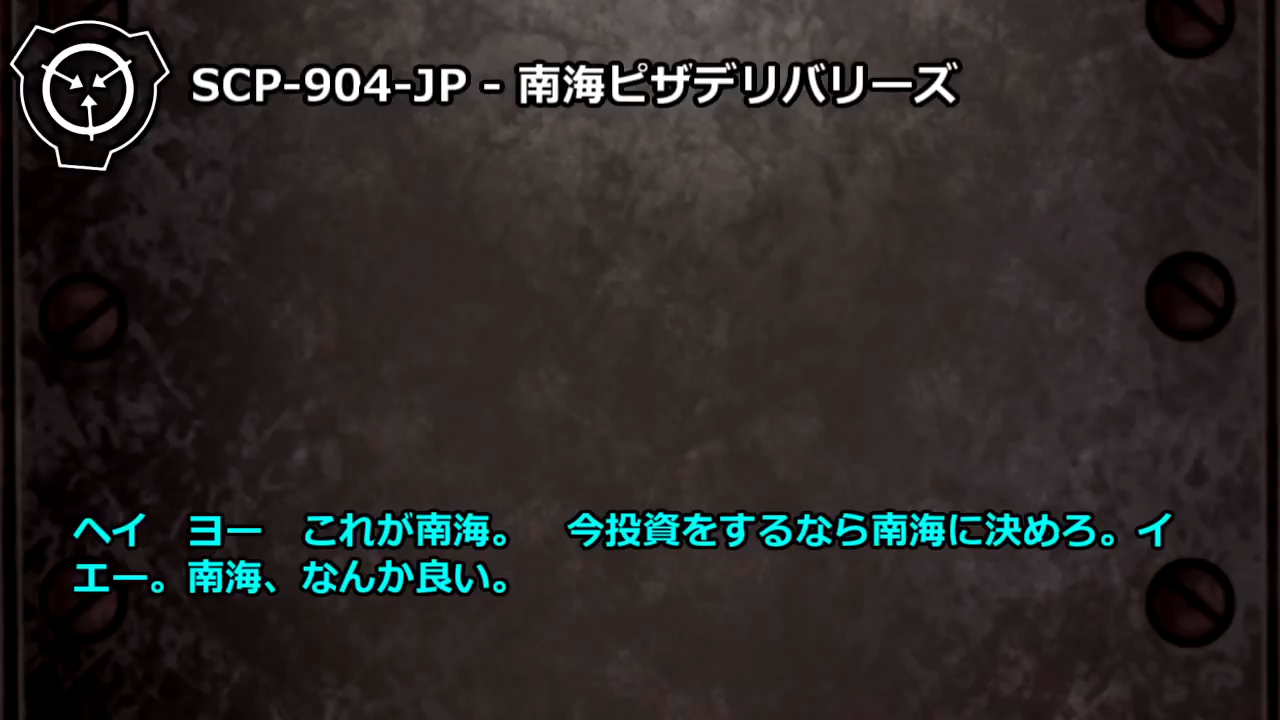 SCP-904-JP - 南海ピザデリバリーズ
ヘイ　ヨー　これが南海。　今投資をするなら南海に決めろ。イ
エー。南海、なんか良い。